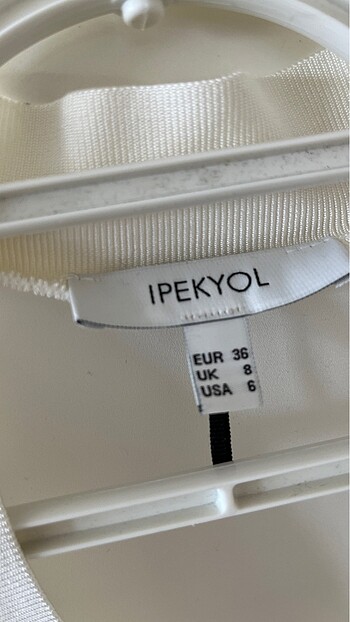 IPEKYOL
EUR 36
UK 8
USA 6